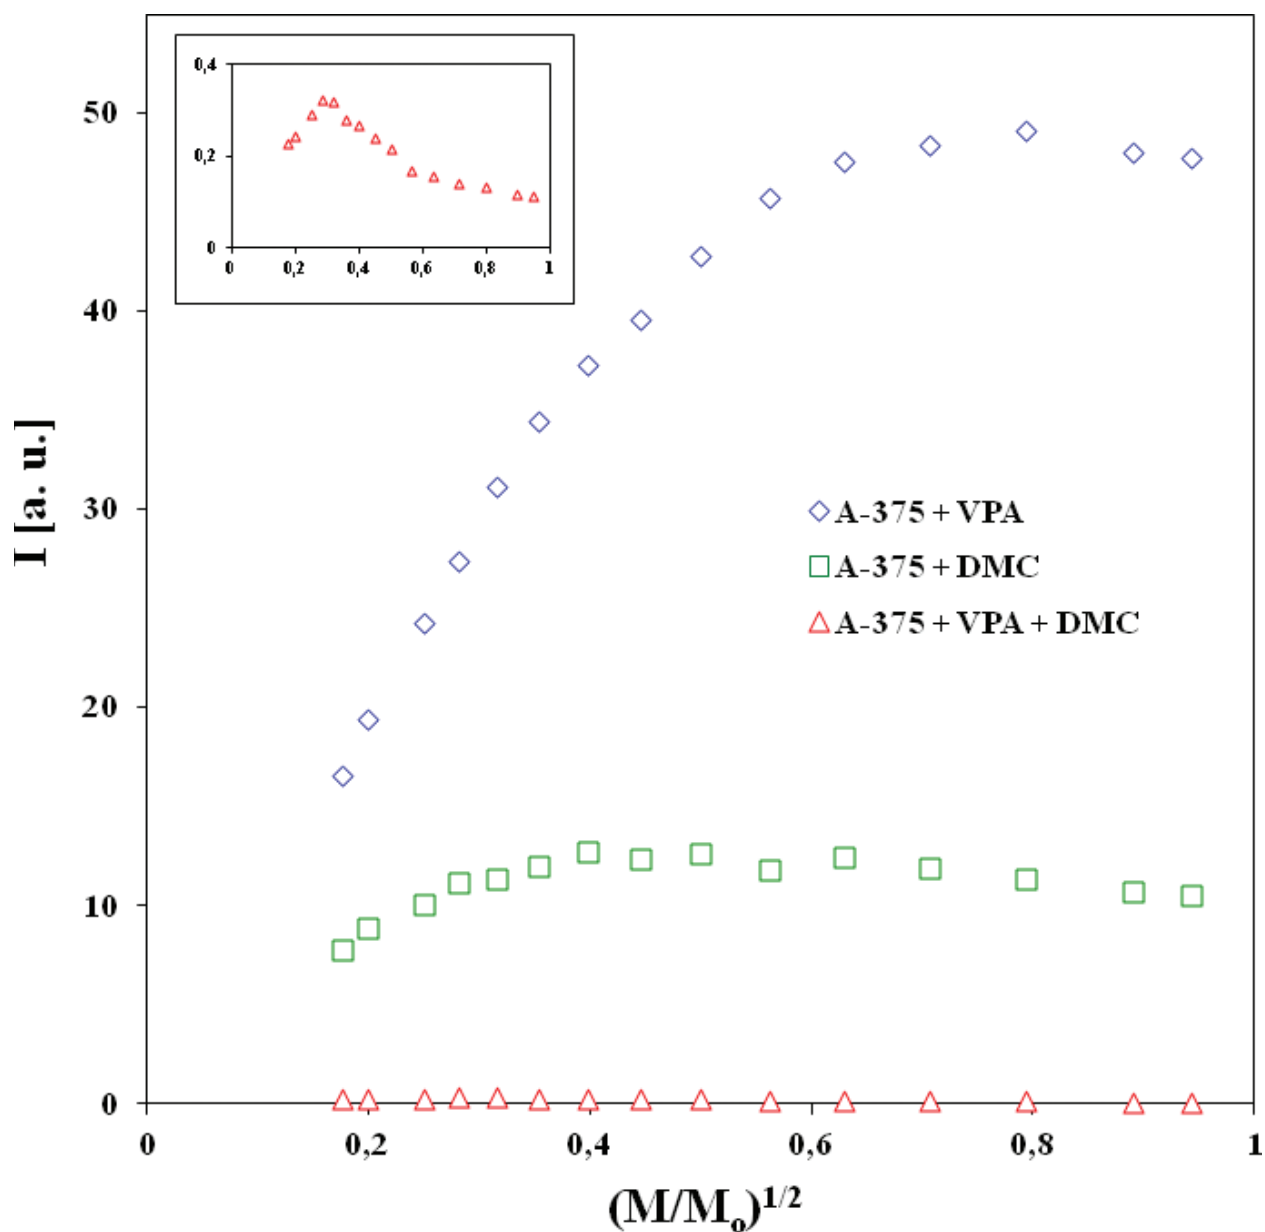 0,4
0,2
0
0 0,2 0,4 0,6 0,8 1
50
40
30
20
10
0
I [a. u.]
A-375 + VPA
A-375 + DMC
A-375 + VPA + DMC
0 0,2 0,4 0,6 0,8 1
(M/Mo)1/2